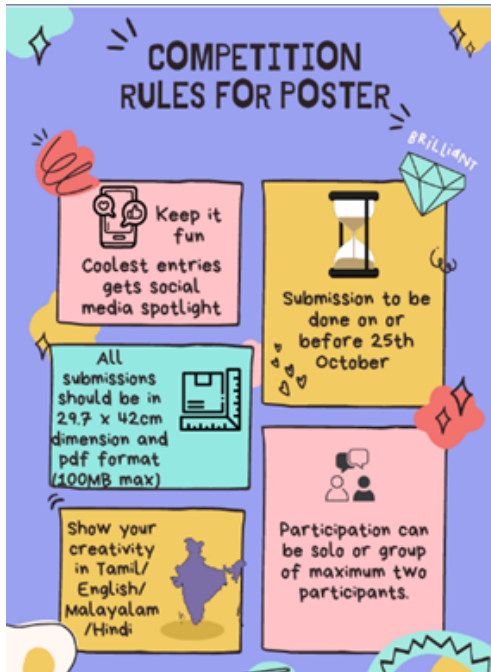 COMPETITION
RULES FOR POSTER
BRILLIANT
Keep it
fun
Coolest entries
gets social
media spotlight
Submission to be
done on or
before 25th
October
All
submissions
should be in
29.7 x 42cm
dimension and
pdf format
(100MB max)
Show your
creativity
in Tamil/
English/
Malayalam
/Hindi
Participation can
be solo or group
of maximum two
participants.